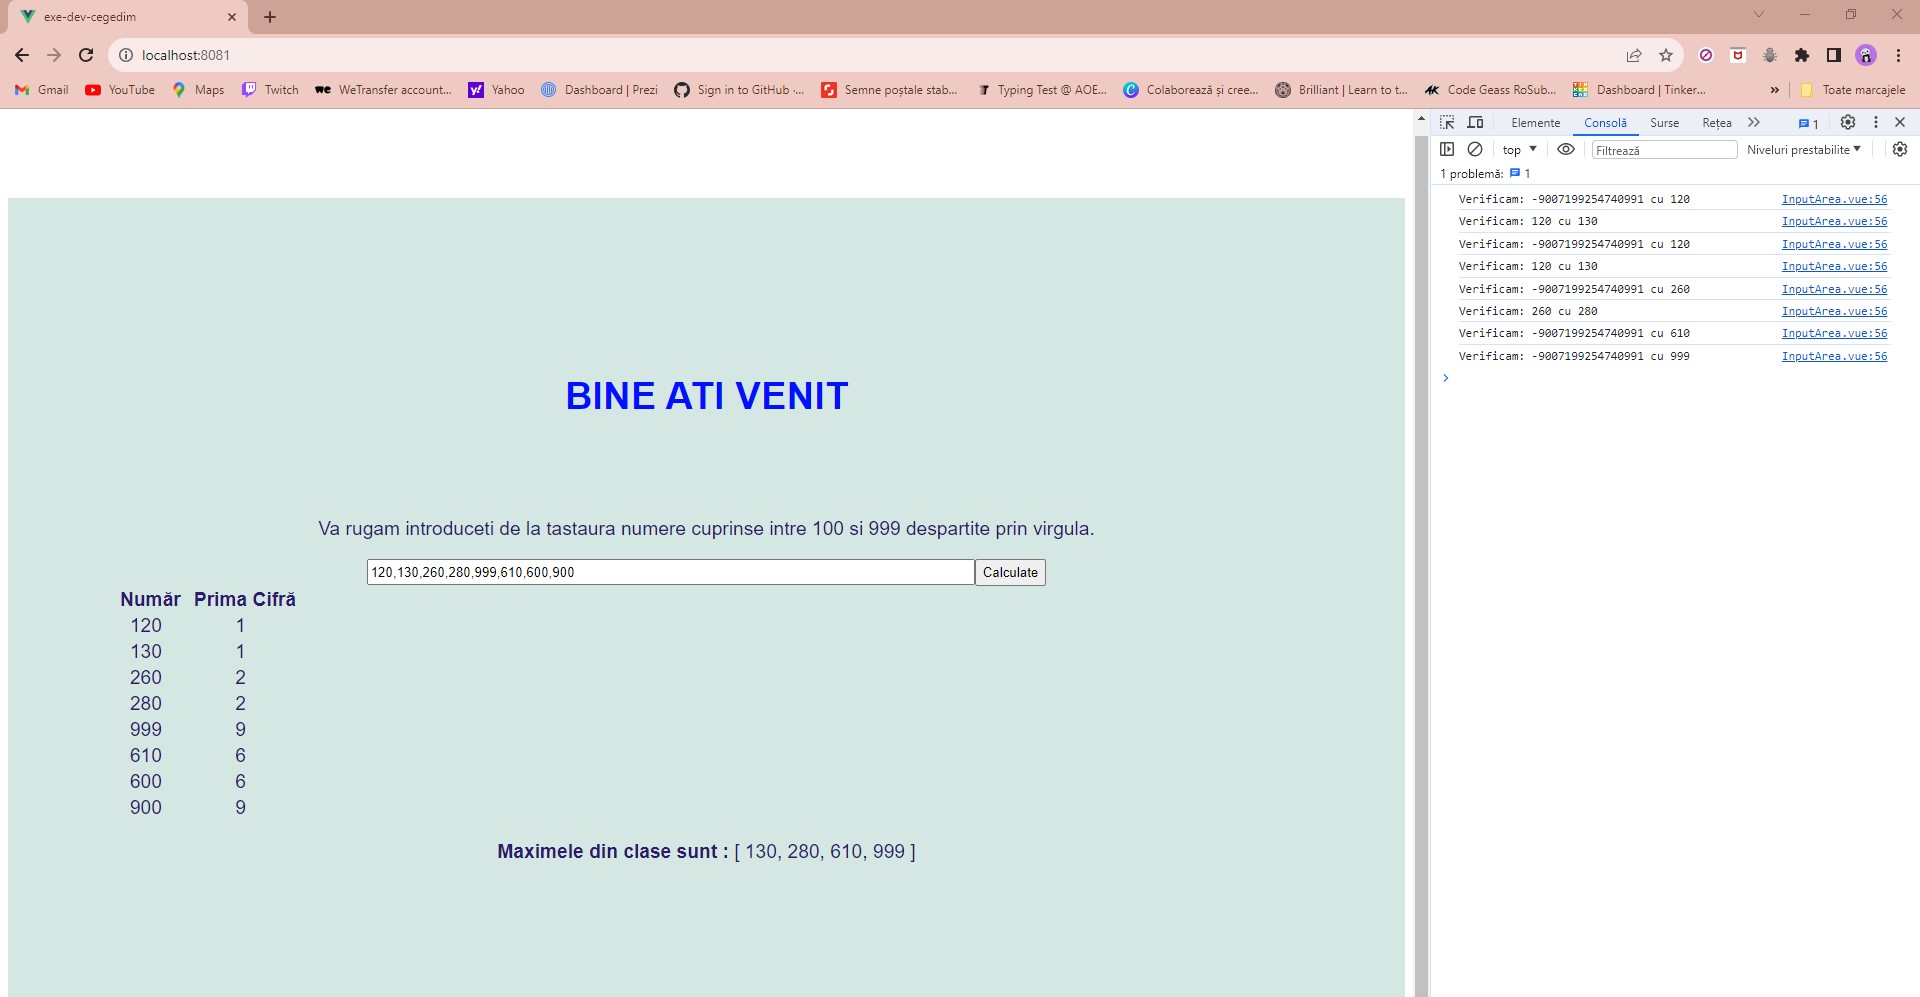 exe-dev-cegedim
localhost:8081
Gmail YouTube Maps Twitch WeTransfer account... Yahoo Dashboard | Prezi Sign in to GitHub ·... Semne poștale stab... Typing Test @ AOE... Colaborează și cree... Brilliant | Learn to t... Code Geass RoSub... Dashboard | Tinker... » Toate marcajele
Elemente Consolă Surse Rețea 1
top Filtrează Niveluri prestabilite
1 problemă: 1
Verificam: -9007199254740991 cu 120 InputArea.vue:56
Verificam: 120 cu 130 InputArea.vue:56
Verificam: -9007199254740991 cu 120 InputArea.vue:56
Verificam: 120 cu 130 InputArea.vue:56
Verificam: -9007199254740991 cu 260 InputArea.vue:56
Verificam: 260 cu 280 InputArea.vue:56
Verificam: -9007199254740991 cu 610 InputArea.vue:56
Verificam: -9007199254740991 cu 999 InputArea.vue:56
BINE ATI VENIT
Va rugam introduceti de la tastaura numere cuprinse intre 100 si 999 despartite prin virgula.
120,130,260,280,999,610,600,900 Calculate
Număr Prima Cifră
120 1
130 1
260 2
280 2
999 9
610 6
600 6
900 9
Maximele din clase sunt : [ 130, 280, 610, 999 ]